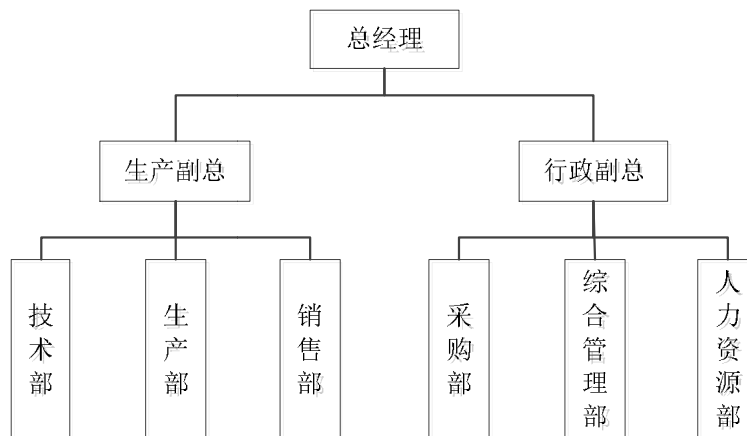 总经理
生产副总
行政副总
技术部
生产部
销售部
采购部
综合管理部
人力资源部